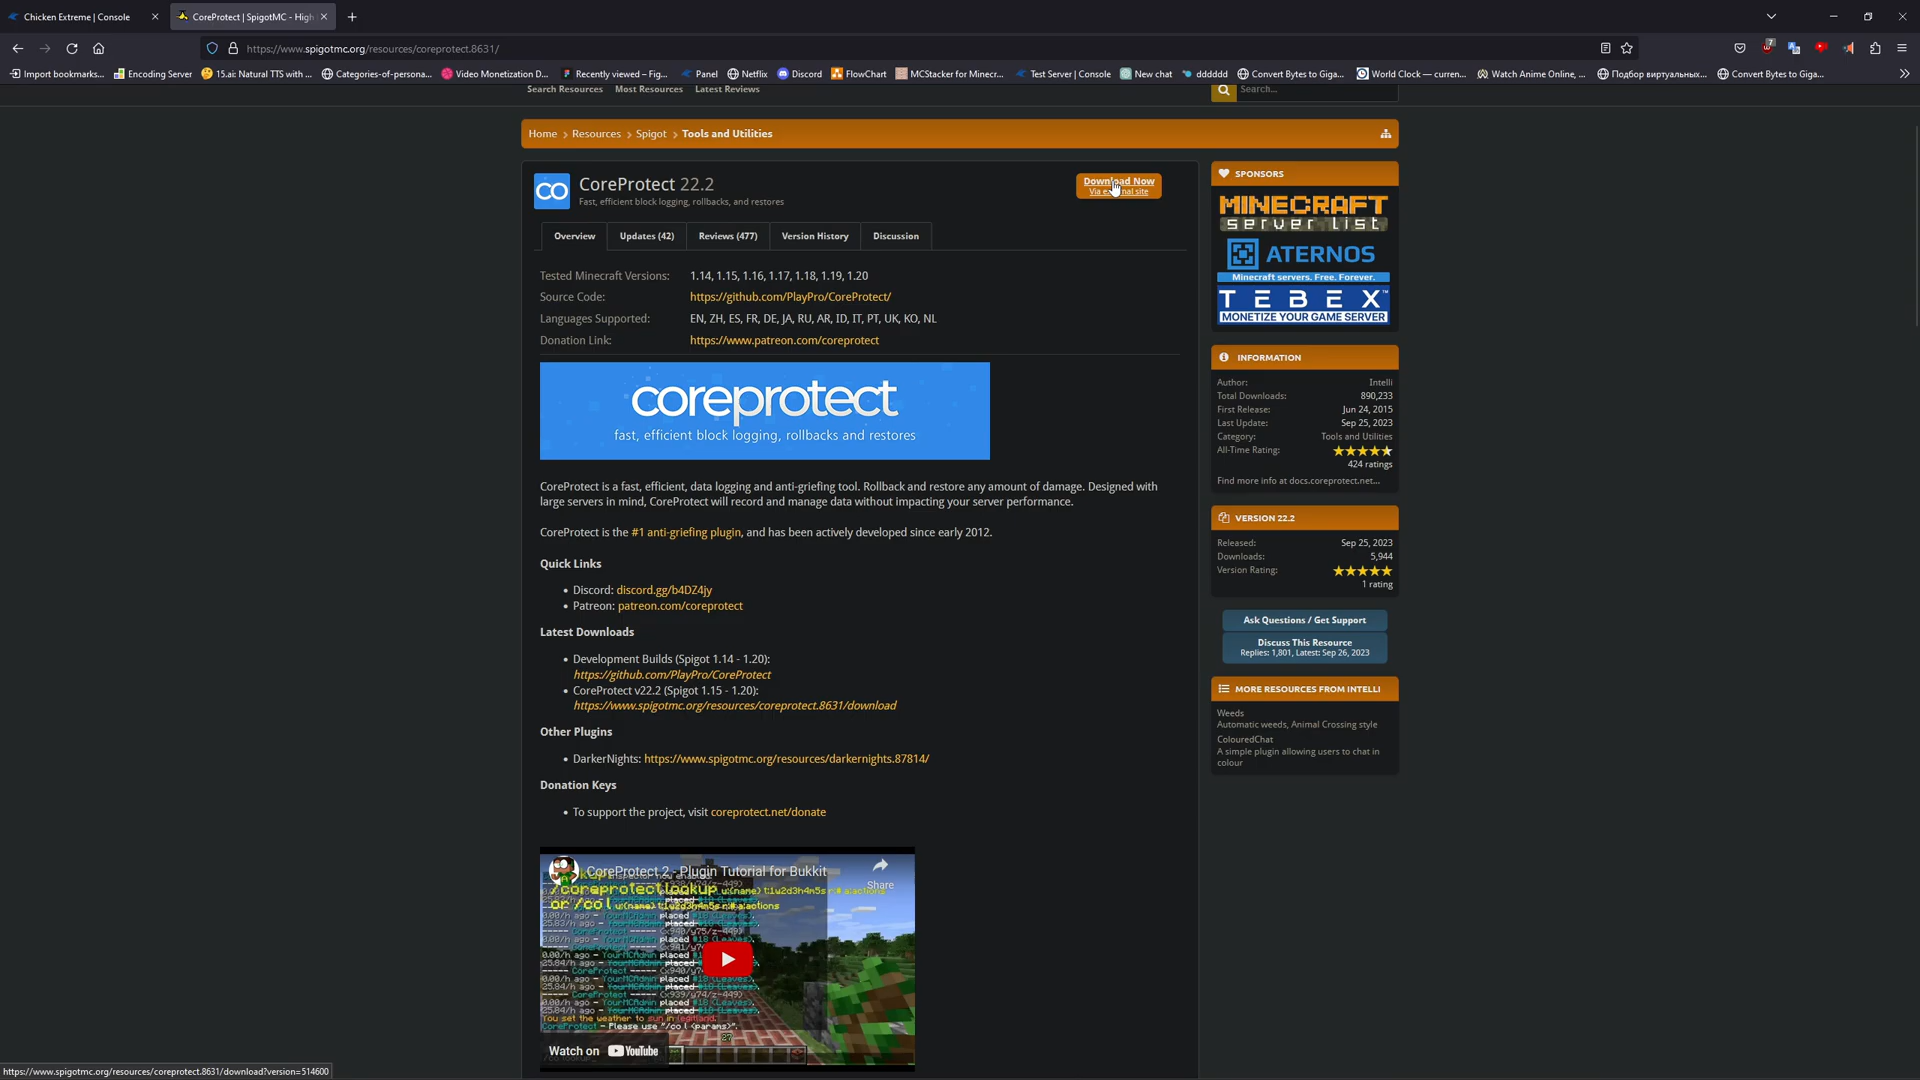 Chicken Extreme | Console
CoreProtect | SpigotMC - High
https://www.spigotmc.org/resources/coreprotect.8631/
Import bookmarks...
Encoding Server
15.ai: Natural TTS with ...
Categories-of-persona...
Video Monetization D...
Recently viewed – Fig...
Panel
Netflix
Discord
FlowChart
MCStacker for Minecr...
Test Server | Console
New chat
dddddd
Convert Bytes to Giga...
World Clock — curren...
Watch Anime Online, ...
Подбор виртуальных...
Convert Bytes to Giga...
Search Resources Most Resources Latest Reviews
Search...
Home Resources Spigot Tools and Utilities
CO
CoreProtect 22.2
Fast, efficient block logging, rollbacks, and restores
Download Now
Via
Overview Updates (42) Reviews (477) Version History Discussion
Tested Minecraft Versions: 1.14, 1.15, 1.16, 1.17, 1.18, 1.19, 1.20
Source Code: https://github.com/PlayPro/CoreProtect/
Languages Supported: EN, ZH, ES, FR, DE, JA, RU, AR, ID, IT, PT, UK, KO, NL
Donation Link: https://www.patreon.com/coreprotect
coreprotect
fast, efficient block logging, rollbacks and restores
CoreProtect is a fast, efficient, data logging and anti-griefing tool. Rollback and restore any amount of damage. Designed with
large servers in mind, CoreProtect will record and manage data without impacting your server performance.
CoreProtect is the #1 anti-griefing plugin, and has been actively developed since early 2012.
Quick Links
Discord: discord.gg/b4DZ4jy
Patreon: patreon.com/coreprotect
Latest Downloads
Development Builds (Spigot 1.14 - 1.20):
https://github.com/PlayPro/CoreProtect
CoreProtect v22.2 (Spigot 1.15 - 1.20):
https://www.spigotmc.org/resources/coreprotect.8631/download
Other Plugins
DarkerNights: https://www.spigotmc.org/resources/darkernights.87814/
Donation Keys
To support the project, visit coreprotect.net/donate
CoreProtect 2 - Plugin Tutorial for Bukkit
Share
/coreprotect lookup
or /co l
You set the weather to sun in
CoreProtect – Please use "/co l <params>".
Watch on YouTube
SPONSORS
MINECRAFT
server list
ATERNOS
Minecraft servers. Free. Forever.
TEBEX™
MONETIZE YOUR GAME SERVER
INFORMATION
Author: Intelli
Total Downloads: 890,233
First Release: Jun 24, 2015
Last Update: Sep 25, 2023
Category: Tools and Utilities
All-Time Rating:
424 ratings
Find more info at docs.coreprotect.net...
VERSION 22.2
Released: Sep 25, 2023
Downloads: 5,944
Version Rating:
1 rating
Ask Questions / Get Support
Discuss This Resource
Replies: 1,801, Latest: Sep 26, 2023
MORE RESOURCES FROM INTELLI
Weeds
Automatic weeds, Animal Crossing style
ColouredChat
A simple plugin allowing users to chat in
colour
https://www.spigotmc.org/resources/coreprotect.8631/download?version=514600